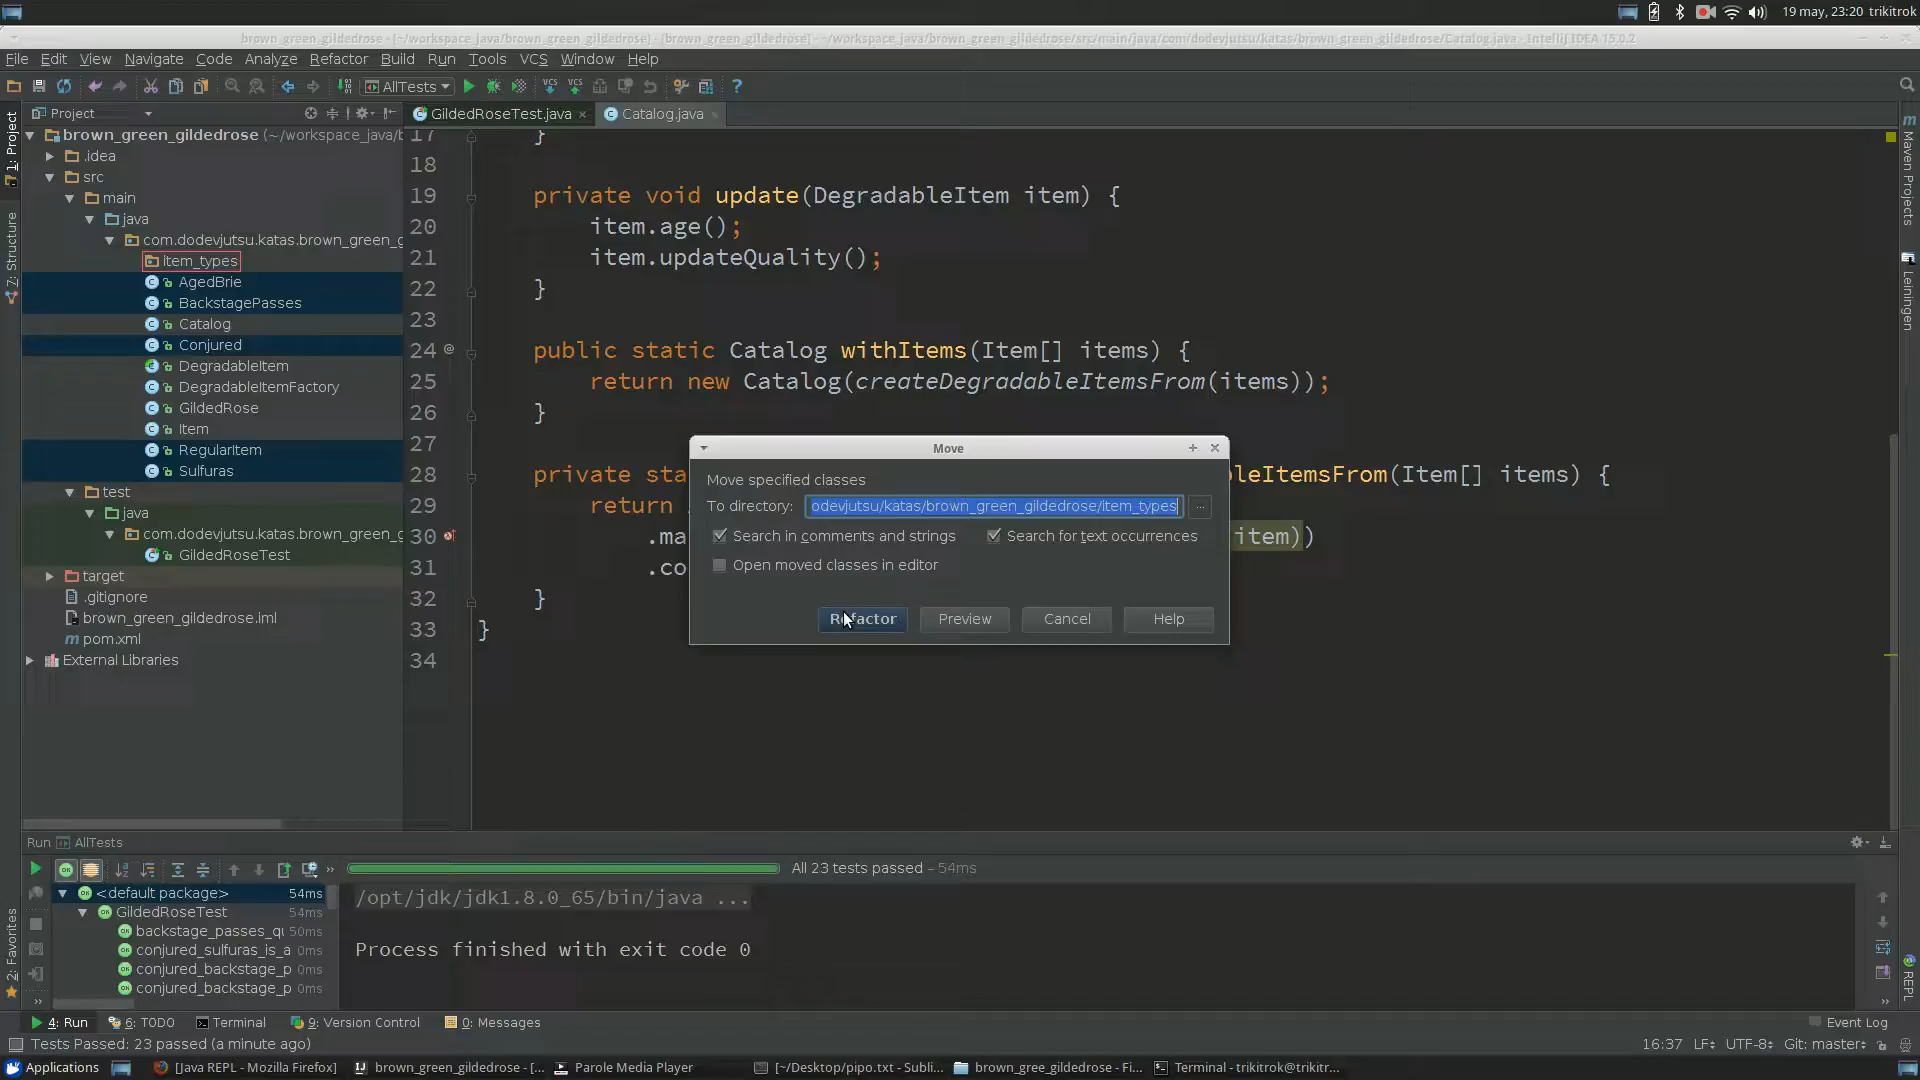 19 may, 23:20 trikitrok
brown_green_gildedrose - [~/workspace_java/brown_green_gildedrose] - [brown_green_gildedrose] - ~/workspace_java/brown_green_gildedrose/src/main/java/com/dodevjutsu/katas/brown_green_gildedrose/Catalog.java - IntelliJ IDEA 15.0.2
File Edit View Navigate Code Analyze Refactor Build Run Tools VCS Window Help
AllTests
Project
GildedRoseTest.java
Catalog.java
1: Project
Z: Structure
2: Favorites
Maven Projects
Leiningen
REPL
brown_green_gildedrose (~/workspace_java/b
.idea
src
main
java
com.dodevjutsu.katas.brown_green_g
item_types
AgedBrie
BackstagePasses
Catalog
Conjured
DegradableItem
DegradableItemFactory
GildedRose
Item
RegularItem
Sulfuras
test
java
com.dodevjutsu.katas.brown_green_g
GildedRoseTest
target
.gitignore
brown_green_gildedrose.iml
pom.xml
External Libraries
17 }
18
19 private void update(DegradableItem item) {
20 item.age();
21 item.updateQuality();
22 }
23
24 @ public static Catalog withItems(Item[] items) {
25 return new Catalog(createDegradableItemsFrom(items));
26 }
27
28 private sta bleItemsFrom(Item[] items) {
29 return
30 .ma item))
31 .co
32 }
33 }
34
Move
Move specified classes
To directory: odevjutsu/katas/brown_green_gildedrose/item_types ...
Search in comments and strings Search for text occurrences
Open moved classes in editor
Refactor Preview Cancel Help
Run AllTests
All 23 tests passed – 54ms
<default package> 54ms
GildedRoseTest 54ms
backstage_passes_qu 50ms
conjured_sulfuras_is_a 0ms
conjured_backstage_p 0ms
conjured_backstage_p 0ms
/opt/jdk/jdk1.8.0_65/bin/java ...
Process finished with exit code 0
4: Run 6: TODO Terminal 9: Version Control 0: Messages Event Log
Tests Passed: 23 passed (a minute ago) 16:37 LF UTF-8 Git: master
Applications [Java REPL - Mozilla Firefox] brown_green_gildedrose - [... Parole Media Player [~/Desktop/pipo.txt - Subli... brown_gree_gildedrose - Fi... Terminal - trikitrok@trikitr...